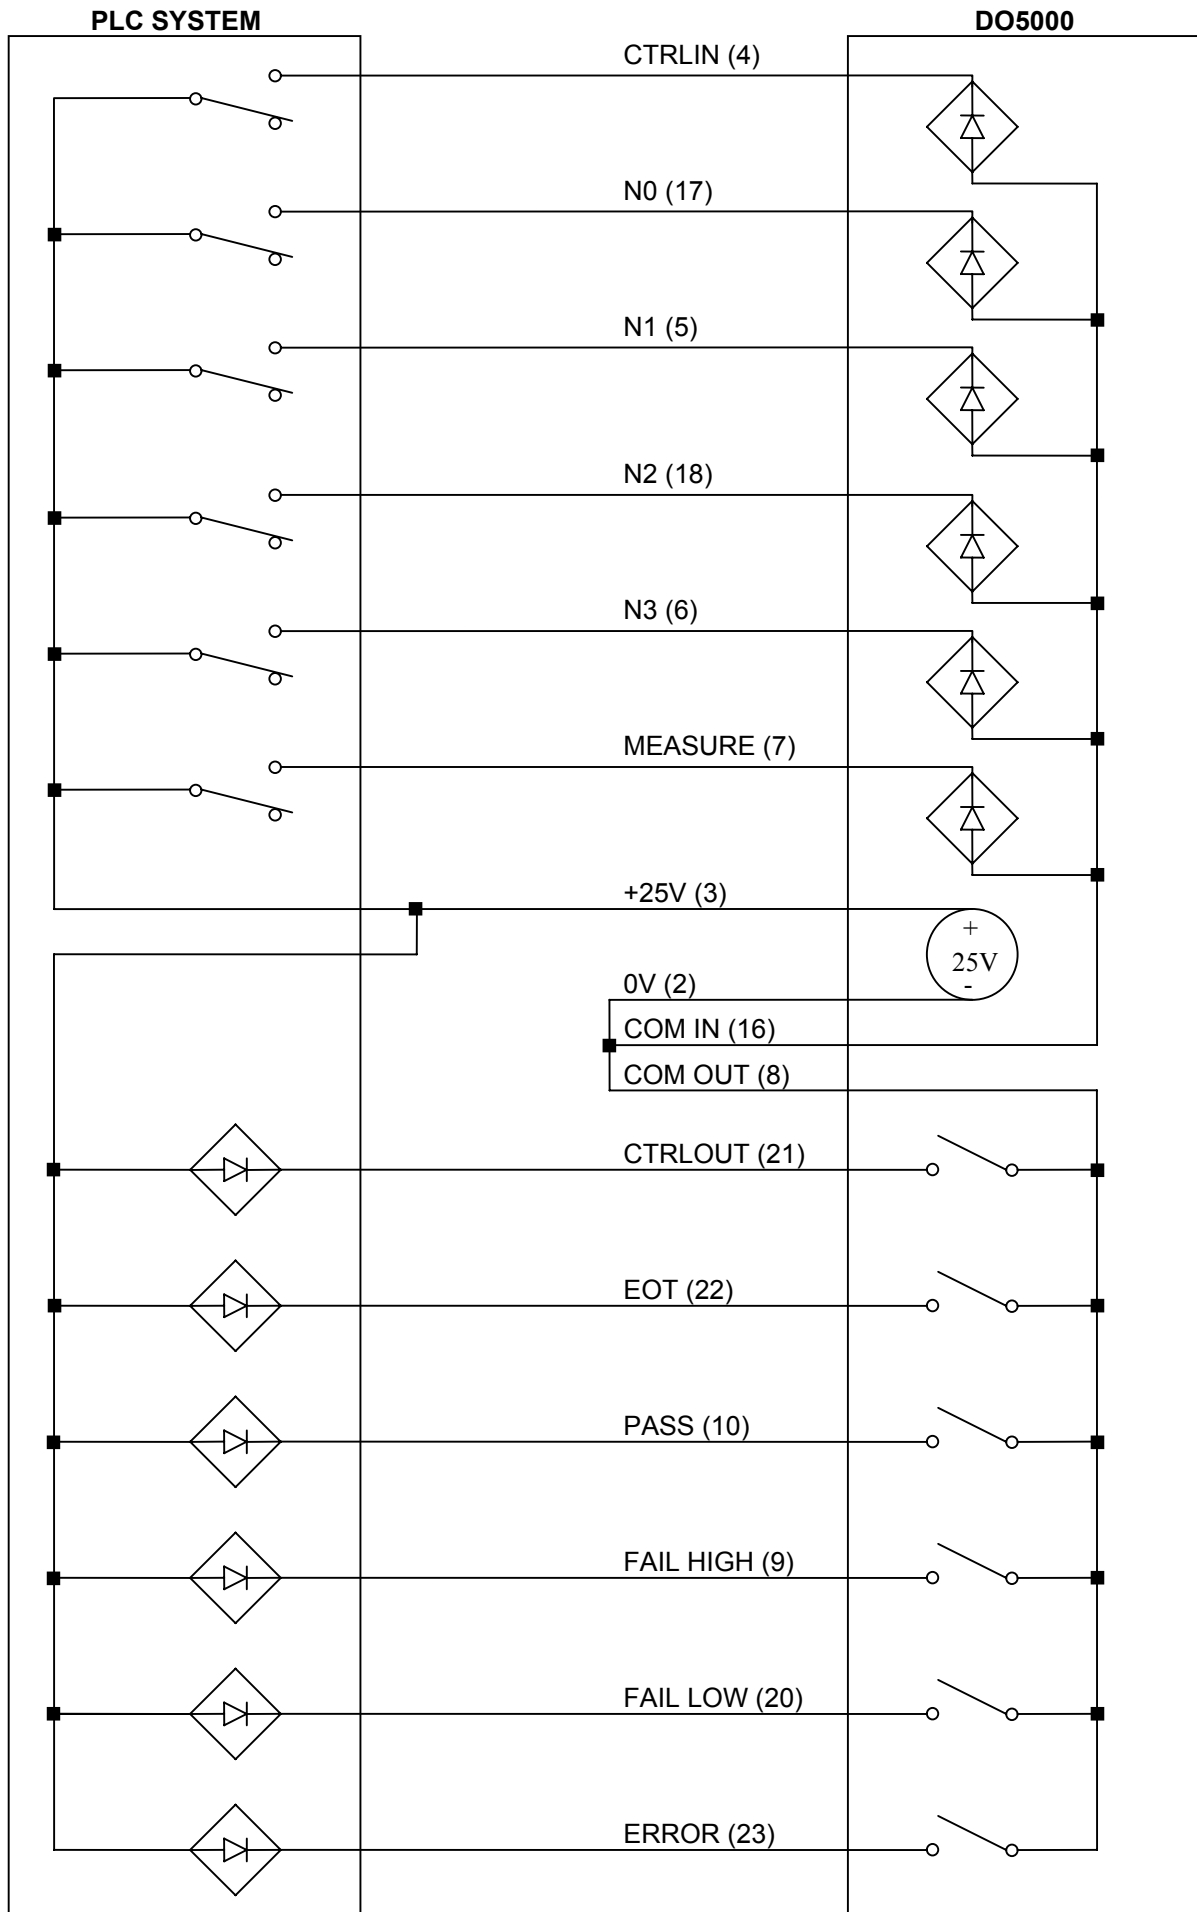 PLC SYSTEM
DO5000
CTRLIN (4)
N0 (17)
N1 (5)
N2 (18)
N3 (6)
MEASURE (7)
+25V (3)
+
25V
-
0V (2)
COM IN (16)
COM OUT (8)
CTRLOUT (21)
EOT (22)
PASS (10)
FAIL HIGH (9)
FAIL LOW (20)
ERROR (23)